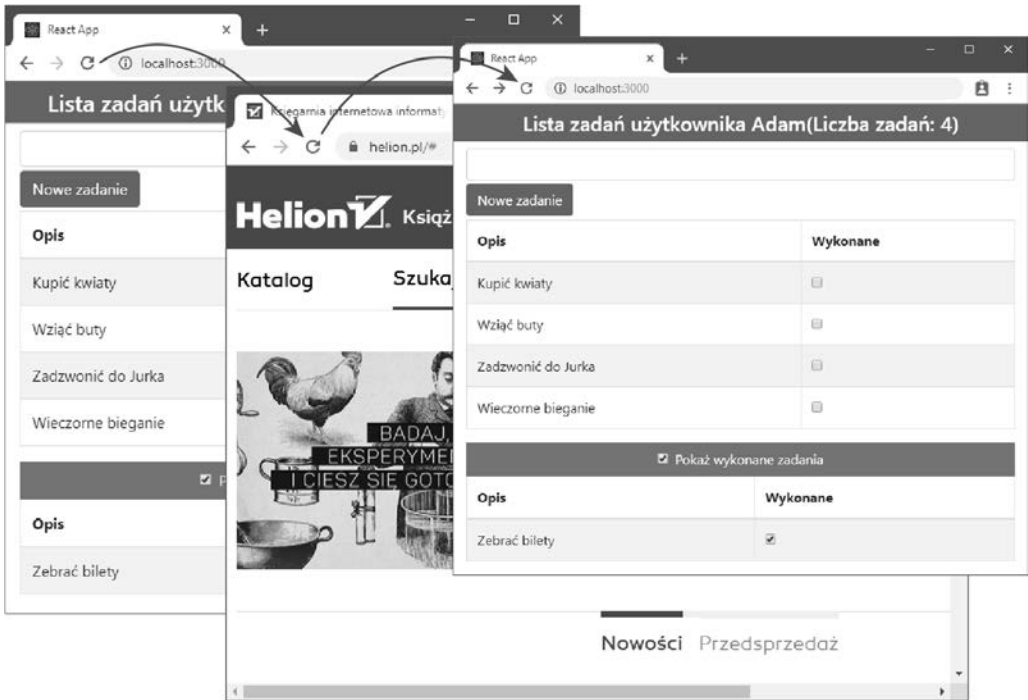 React App
localhost:3000
Lista zadań użytk
Nowe zadanie
Opis
Kupić kwiaty
Wziąć buty
Zadzwonić do Jurka
Wieczorne bieganie
Opis
Zebrać bilety
Księgarnia internetowa informaty
helion.pl/#
Helion Książ
Katalog Szukaj
BADAJ,
EKSPERYME
I CIESZ SIĘ GOTO
Nowości Przedsprzedaż
React App
localhost:3000
Lista zadań użytkownika Adam(Liczba zadań: 4)
Nowe zadanie
Opis Wykonane
Kupić kwiaty
Wziąć buty
Zadzwonić do Jurka
Wieczorne bieganie
Pokaż wykonane zadania
Opis Wykonane
Zebrać bilety